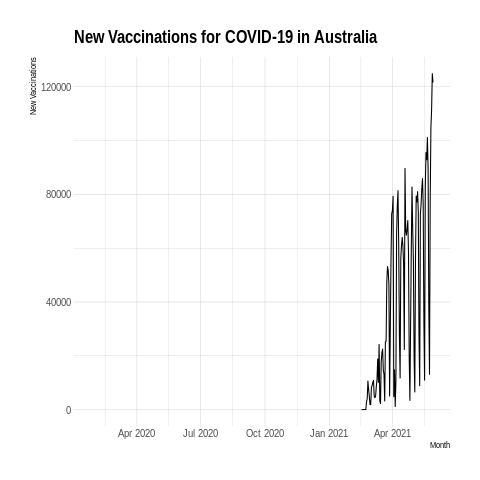 New Vaccinations for COVID-19 in Australia
New Vaccinations
120000
80000
40000
0
Apr 2020 Jul 2020 Oct 2020 Jan 2021 Apr 2021
Month